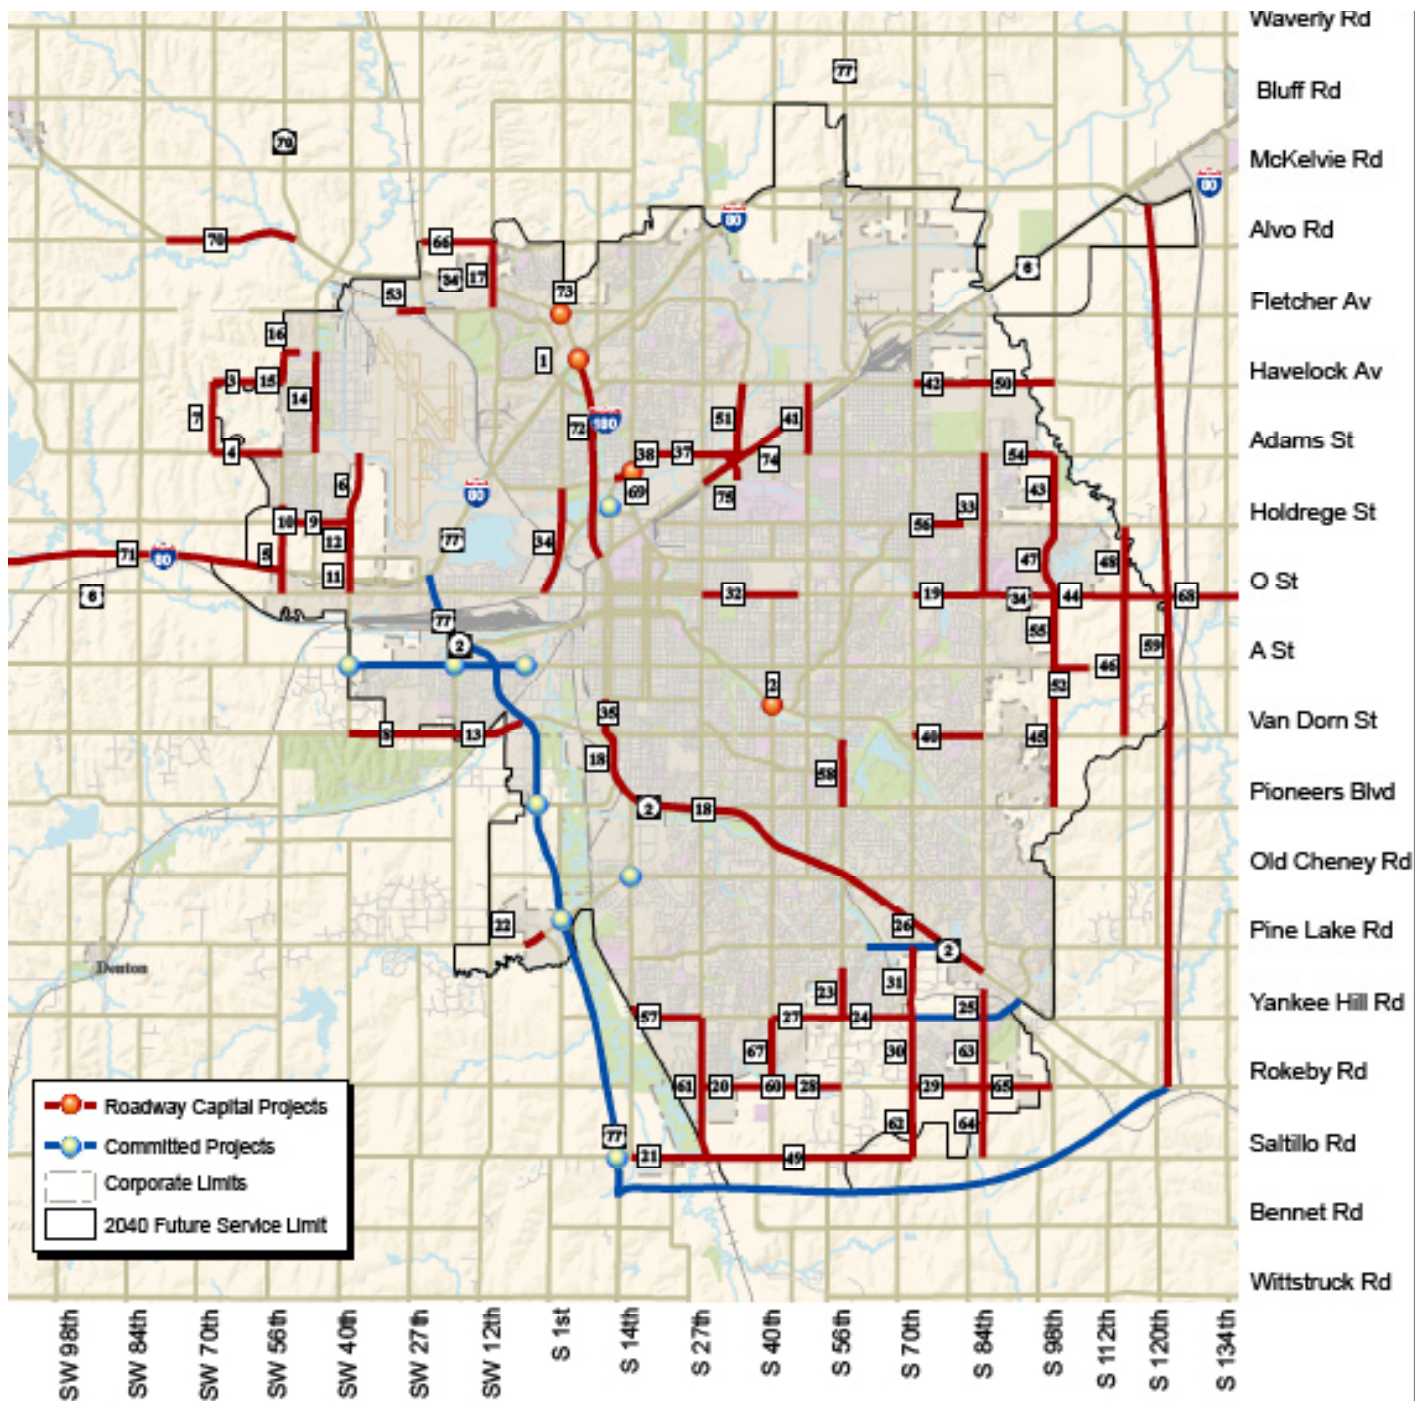 Waverly Rd
77
Bluff Rd
70
McKelvie Rd
80
80
Alvo Rd
70
66
6
34
17
53
73
Fletcher Av
16
1
3
15
14
42
50
Havelock Av
7
72
180
51
41
4
38
37
74
54
Adams St
6
80
69
75
43
33
Holdrege St
10
9
56
71
80
5
12
77
34
47
48
11
O St
6
32
19
34
44
68
77
2
55
59
A St
46
2
52
35
Van Dorn St
8
13
40
45
18
58
2
18
Pioneers Blvd
Old Cheney Rd
22
26
2
Pine Lake Rd
Denton
31
23
25
57
27
24
Yankee Hill Rd
67
30
63
61
20
60
28
29
65
Rokeby Rd
Roadway Capital Projects
62
64
77
Committed Projects
21
49
Saltillo Rd
Corporate Limits
2040 Future Service Limit
Bennet Rd
Wittstruck Rd
SW 98th
SW 84th
SW 70th
SW 56th
SW 40th
SW 27th
SW 12th
S 1st
S 14th
S 27th
S 40th
S 56th
S 70th
S 84th
S 98th
S 112th
S 120th
S 134th